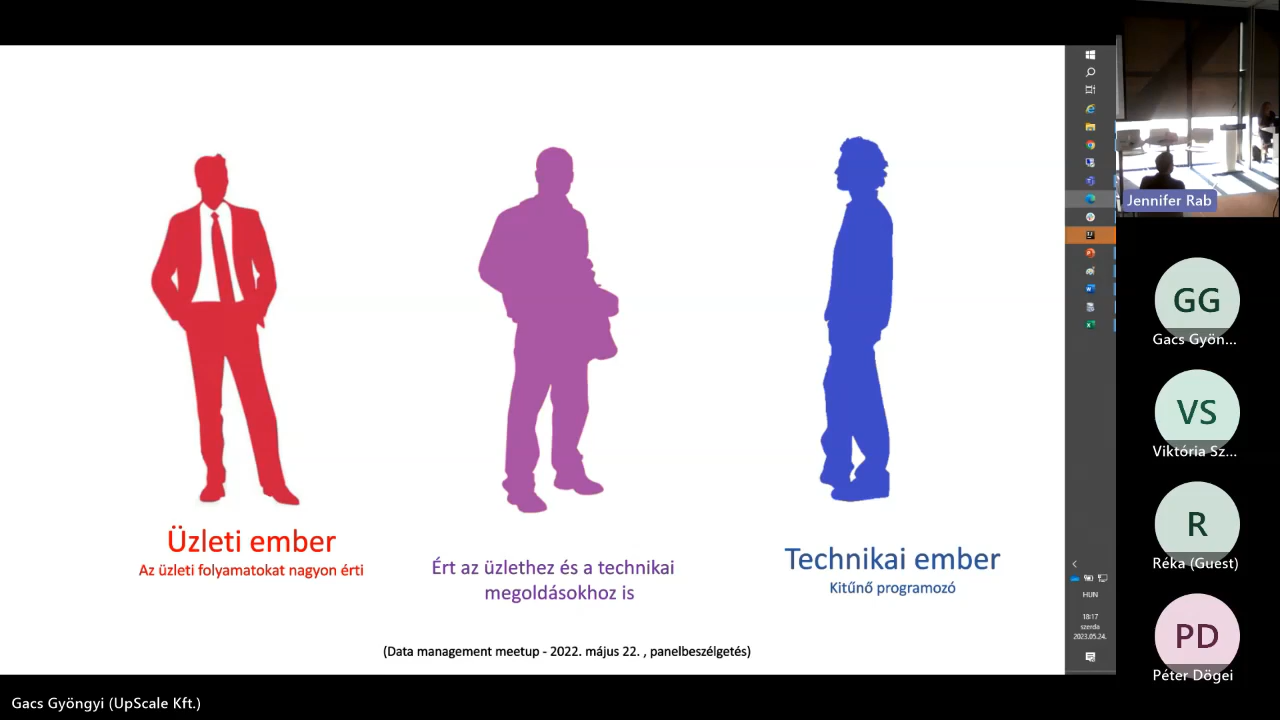 Üzleti ember
Az üzleti folyamatokat nagyon érti
Ért az üzlethez és a technikai
megoldásokhoz is
Technikai ember
Kitűnő programozó
(Data management meetup - 2022. május 22. , panelbeszélgetés)
HUN
18:17
szerda
2023.05.24.
Jennifer Rab
GG
Gacs Gyön...
VS
Viktória Sz...
R
Réka (Guest)
PD
Péter Dögei
Gacs Gyöngyi (UpScale Kft.)